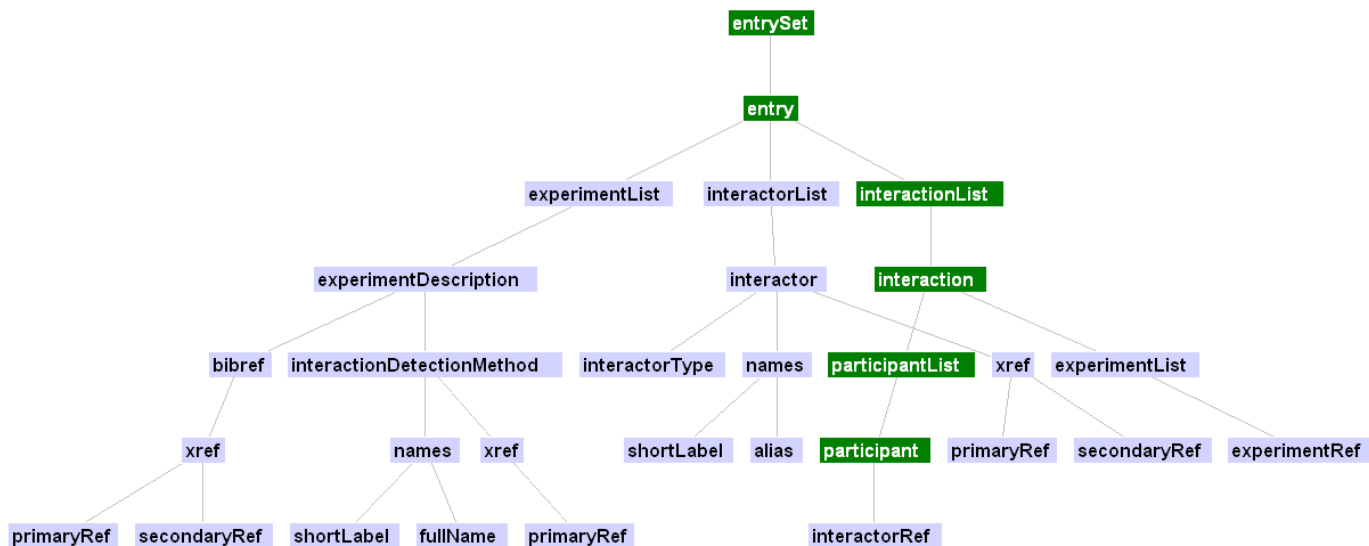 entrySet
entry
experimentList interactorList interactionList
experimentDescription interactor interaction
bibref interactionDetectionMethod interactorType names participantList xref experimentList
xref names xref shortLabel alias participant primaryRef secondaryRef experimentRef
primaryRef secondaryRef shortLabel fullName primaryRef interactorRef